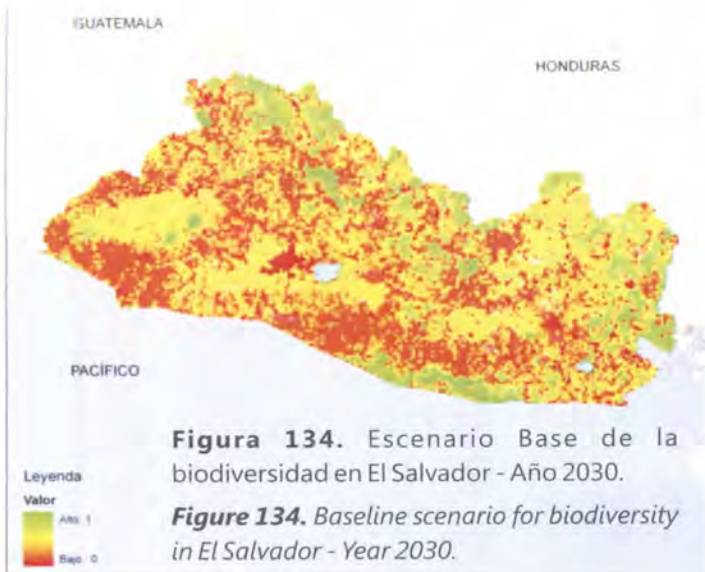 GUATEMALA
HONDURAS
PACÍFICO
Figura 134. Escenario Base de la
biodiversidad en El Salvador - Año 2030.
Figure 134. Baseline scenario for biodiversity
in El Salvador - Year 2030.
Leyenda
Valor
Alto 1
Bajo 0